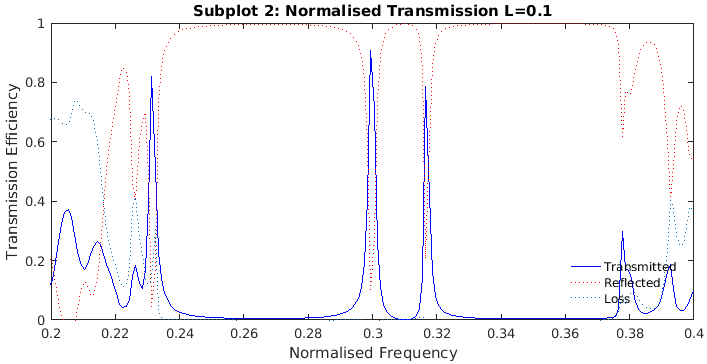 Subplot 2: Normalised Transmission L=0.1
Transmission Efficiency
1
0.8
0.6
0.4
0.2
0
Transmitted
Reflected
Loss
0.2 0.22 0.24 0.26 0.28 0.3 0.32 0.34 0.36 0.38 0.4
Normalised Frequency